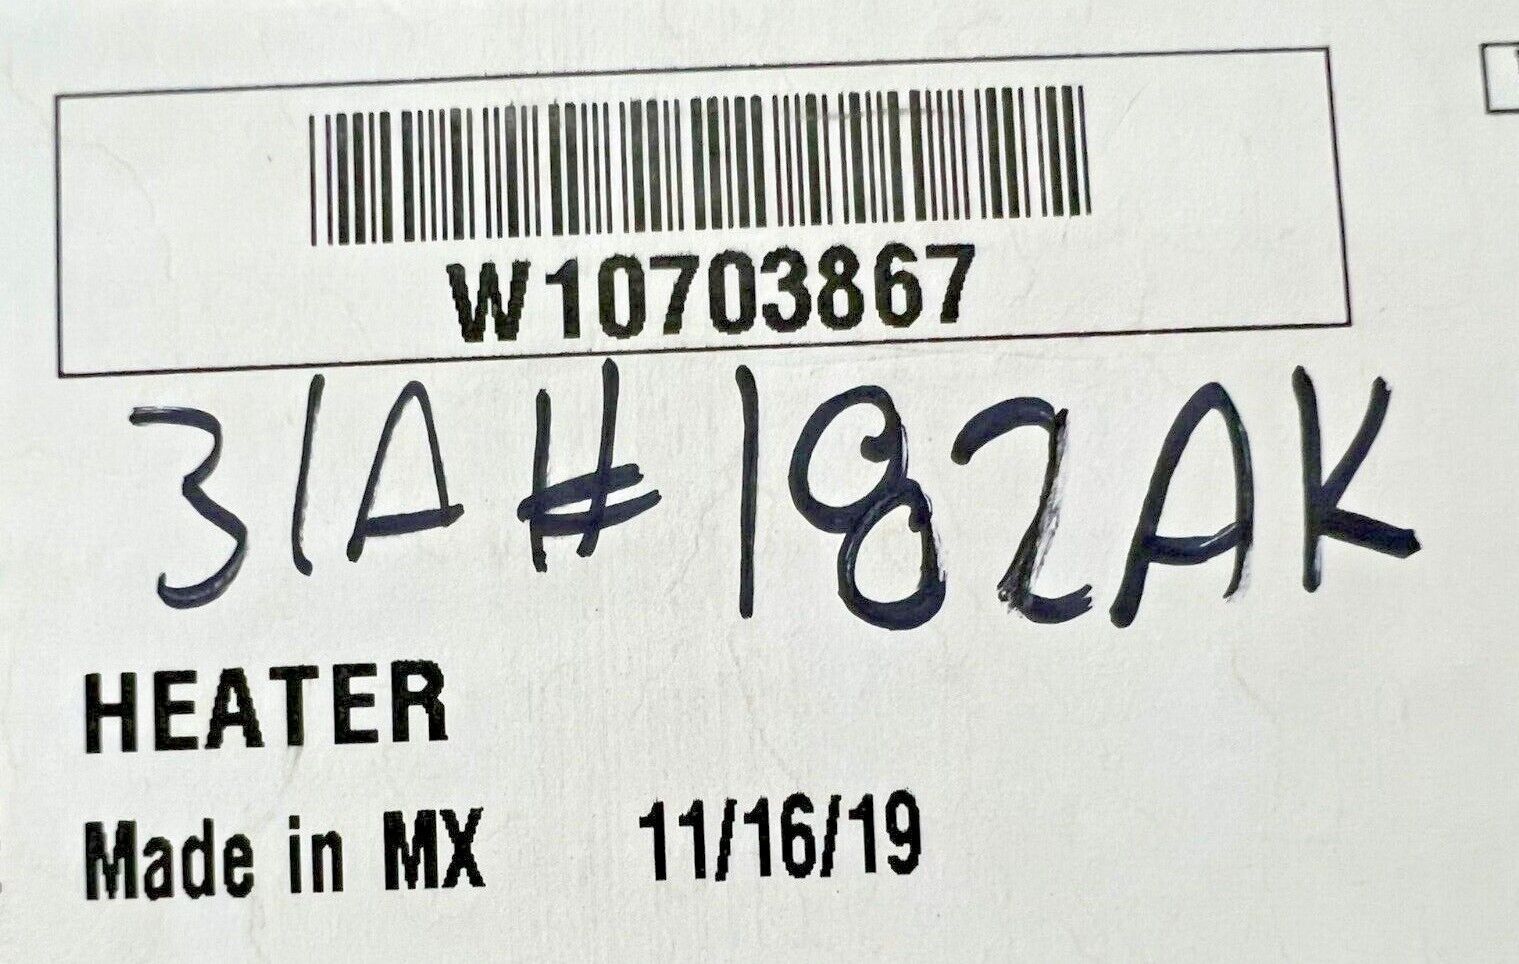 W10703867
31A# 182AK
HEATER
Made in MX 11/16/19